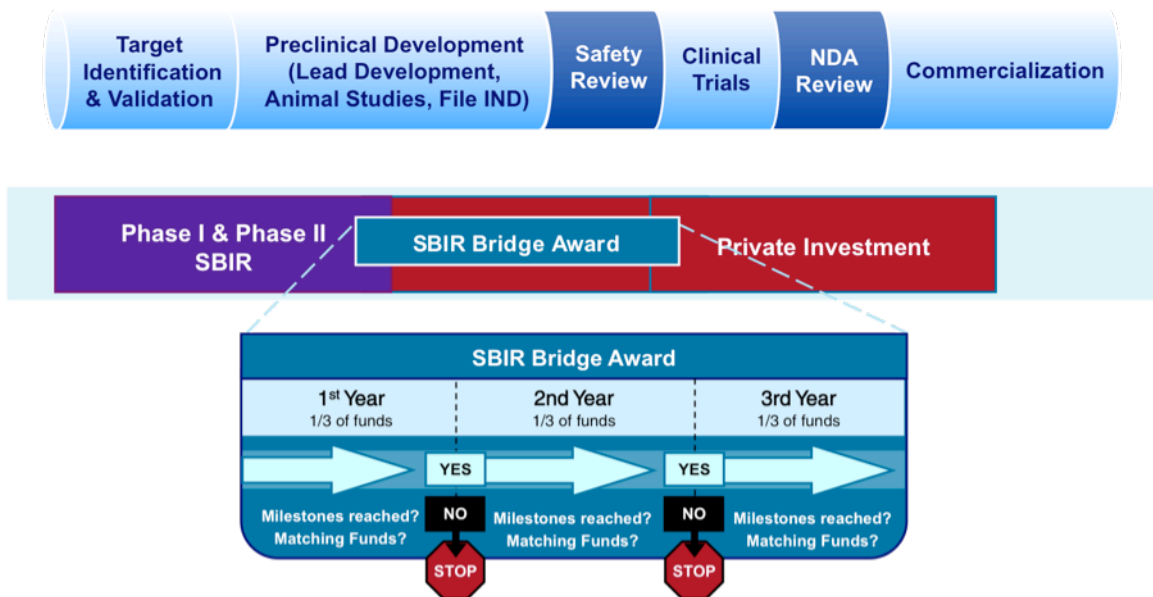 Target
Identification
& Validation
Preclinical Development
(Lead Development,
Animal Studies, File IND)
Safety
Review
Clinical
Trials
NDA
Review
Commercialization
Phase I & Phase II
SBIR
SBIR Bridge Award
Private Investment
SBIR Bridge Award
1st Year
1/3 of funds
2nd Year
1/3 of funds
3rd Year
1/3 of funds
YES
YES
Milestones reached?
Matching Funds?
NO
Milestones reached?
Matching Funds?
NO
Milestones reached?
Matching Funds?
STOP
STOP